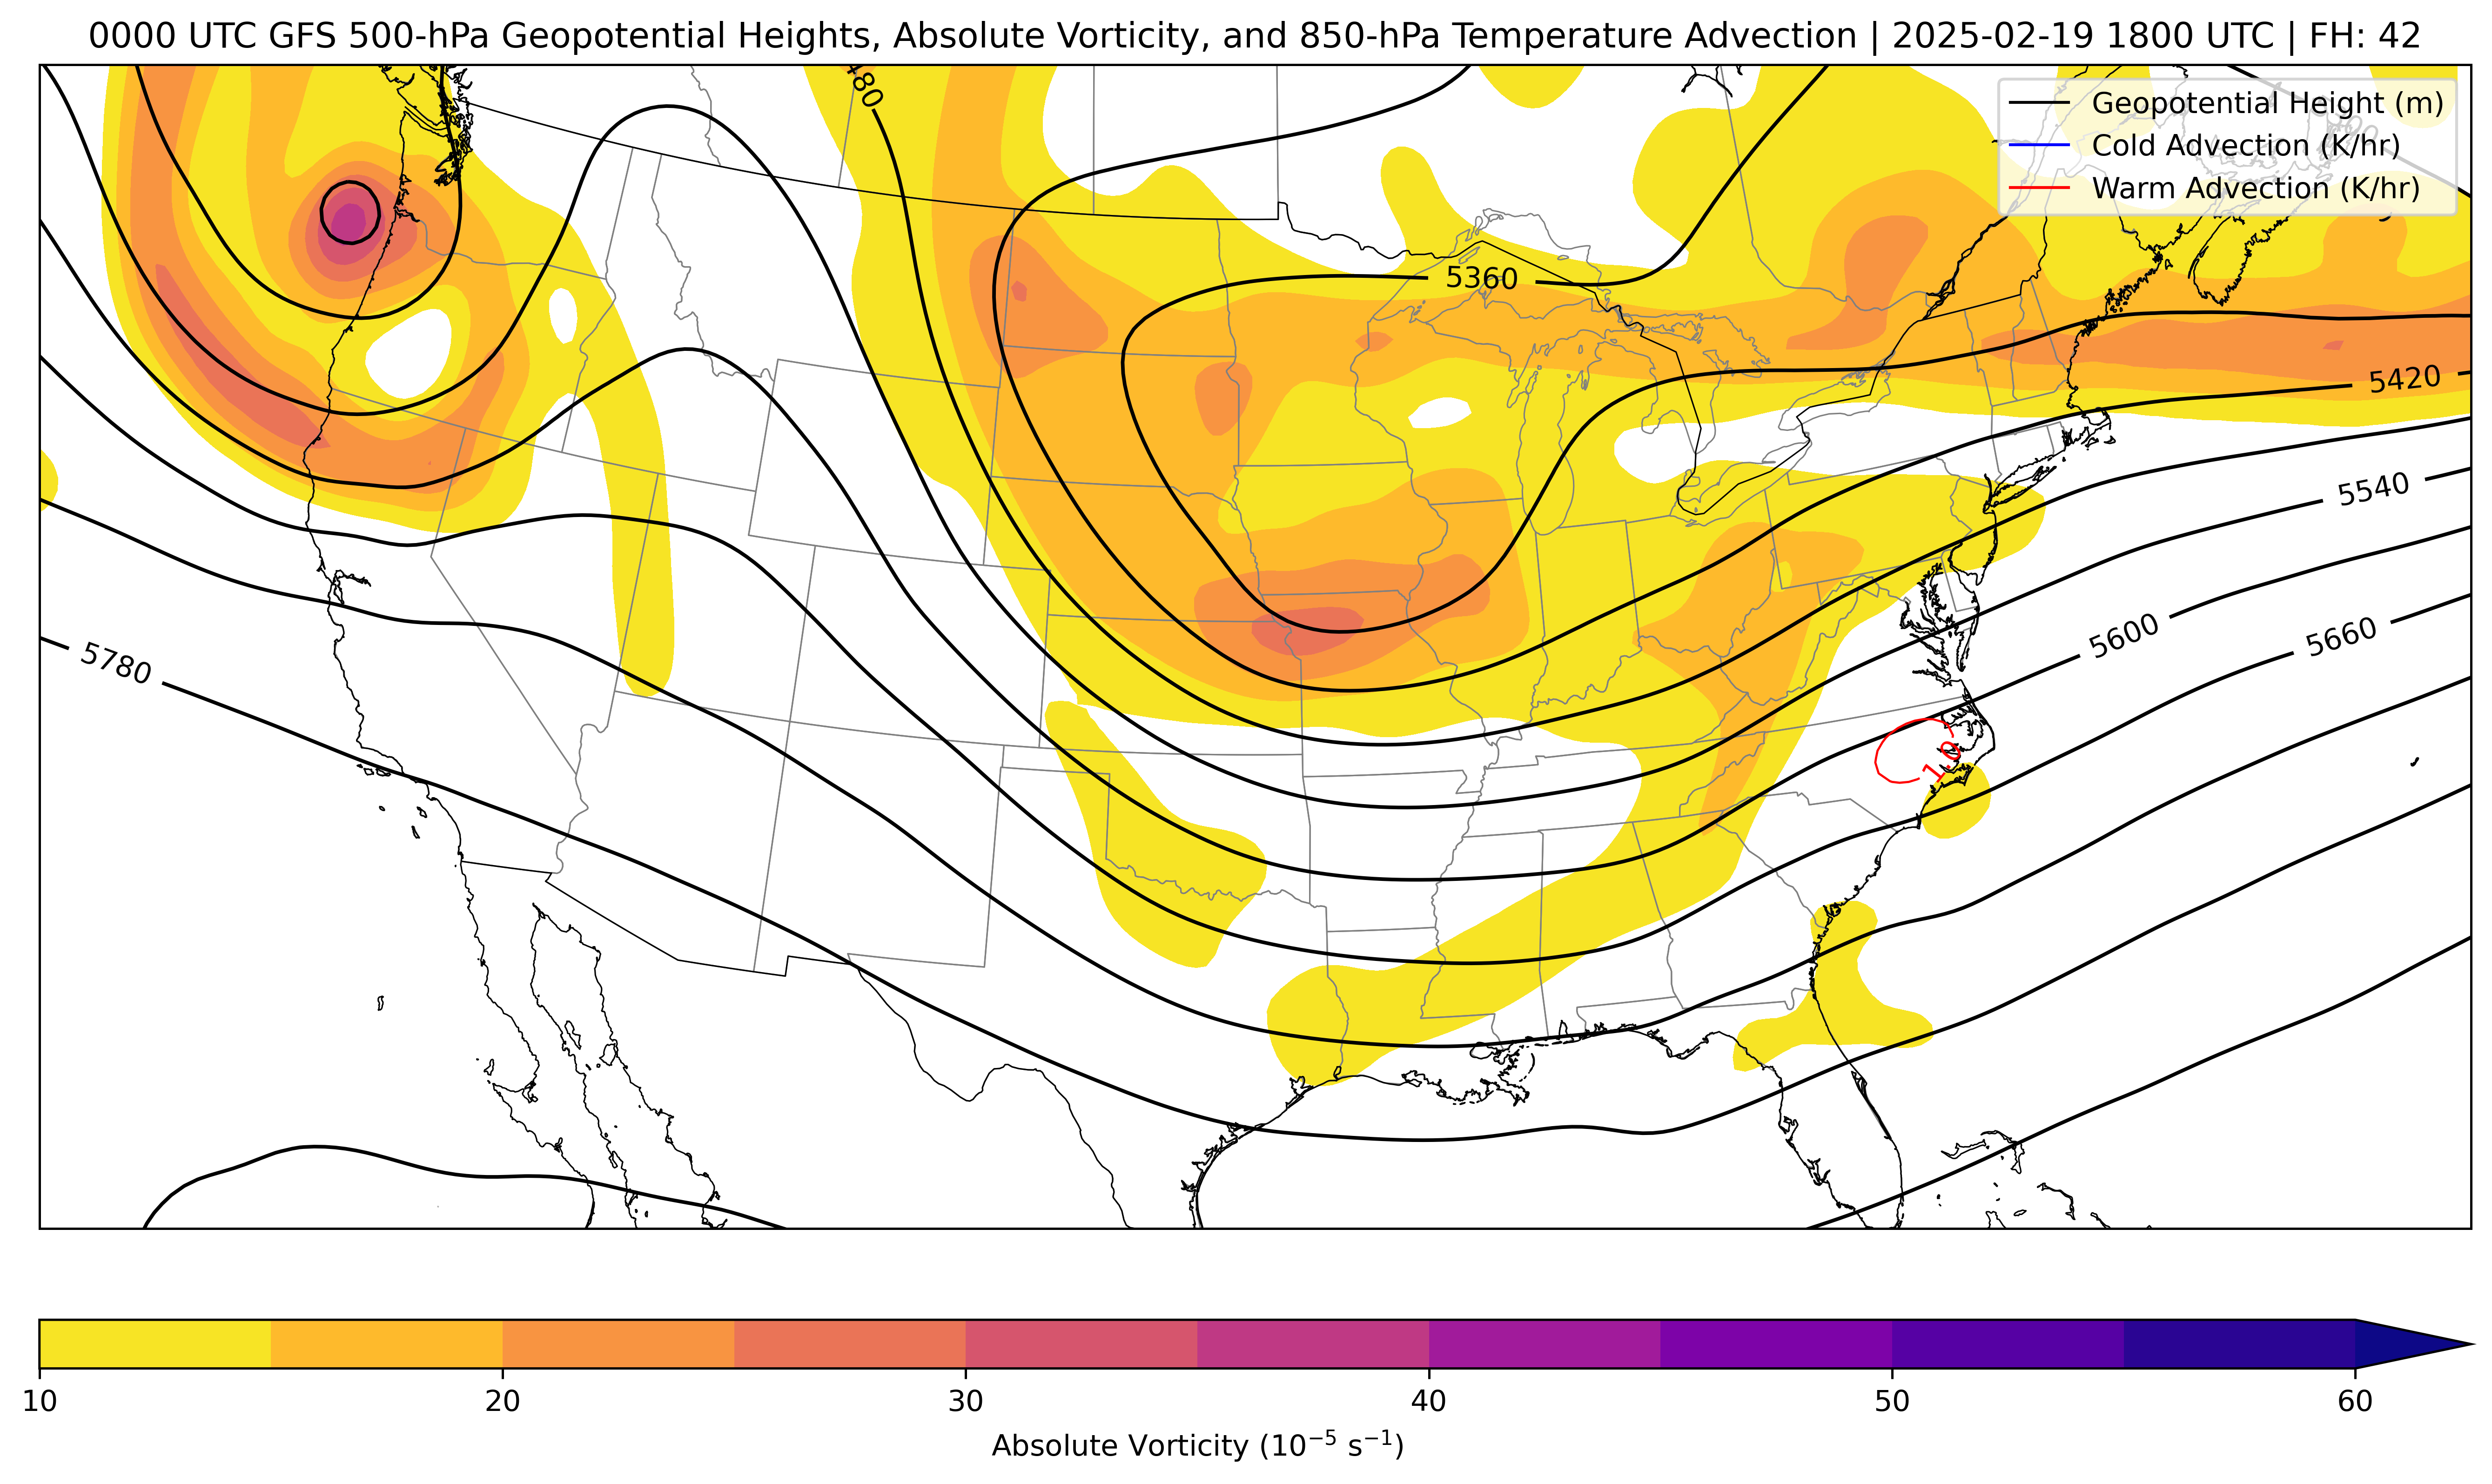 0000 UTC GFS 500-hPa Geopotential Heights, Absolute Vorticity, and 850-hPa Temperature Advection | 2025-02-19 1800 UTC | FH: 42
Geopotential Height (m)
Cold Advection (K/hr)
Warm Advection (K/hr)
480
5360
5420
5540
5600
5660
5780
1.0
10 20 30 40 50 60
Absolute Vorticity (10⁻⁵ s⁻¹)